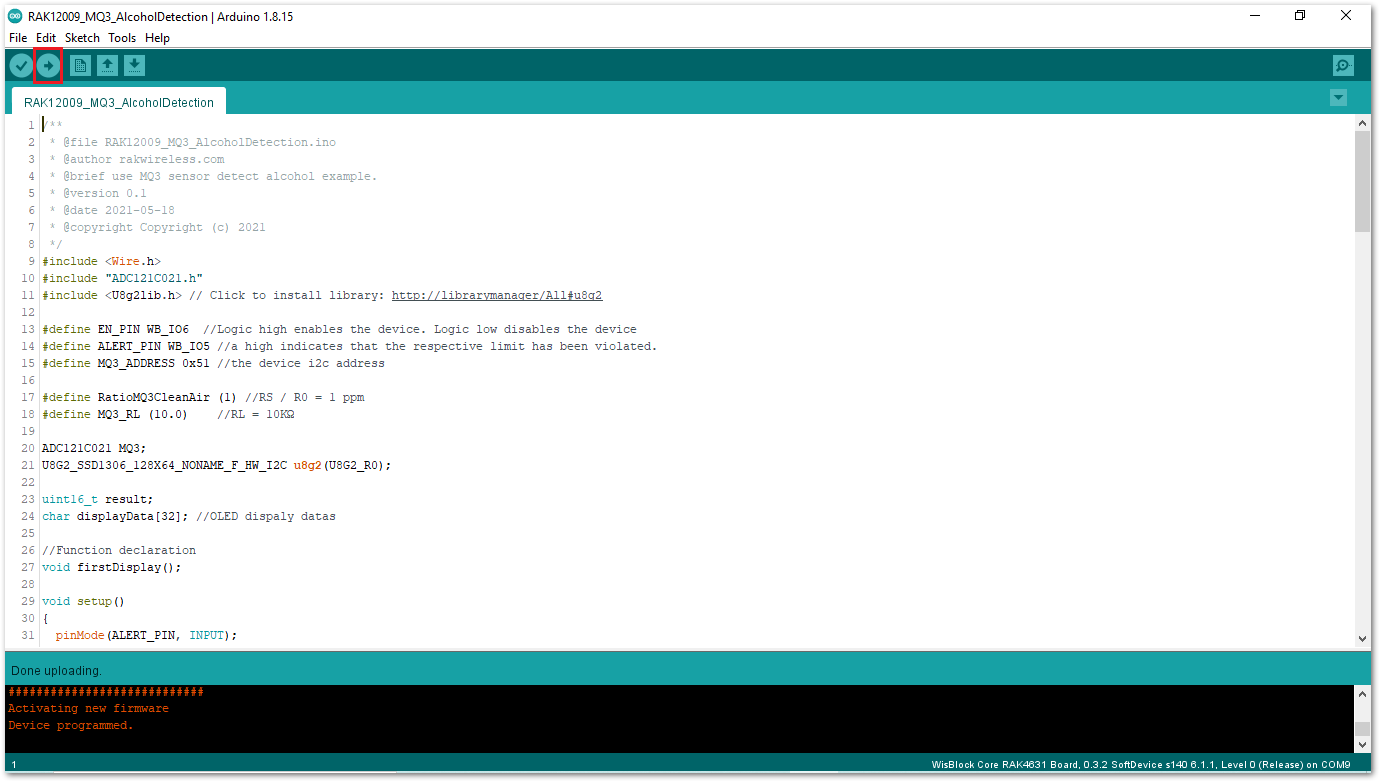 RAK12009_MQ3_AlcoholDetection | Arduino 1.8.15
File Edit Sketch Tools Help
RAK12009_MQ3_AlcoholDetection
1 /**
2  * @file RAK12009_MQ3_AlcoholDetection.ino
3  * @author rakwireless.com
4  * @brief use MQ3 sensor detect alcohol example.
5  * @version 0.1
6  * @date 2021-05-18
7  * @copyright Copyright (c) 2021
8  */
9 #include <Wire.h>
10 #include "ADC121C021.h"
11 #include <U8g2lib.h> // Click to install library: http://librarymanager/All#u8g2
12
13 #define EN_PIN WB_IO6  //Logic high enables the device. Logic low disables the device
14 #define ALERT_PIN WB_IO5 //a high indicates that the respective limit has been violated.
15 #define MQ3_ADDRESS 0x51 //the device i2c address
16
17 #define RatioMQ3CleanAir (1) //RS / R0 = 1 ppm
18 #define MQ3_RL (10.0)    //RL = 10KΩ
19
20 ADC121C021 MQ3;
21 U8G2_SSD1306_128X64_NONAME_F_HW_I2C u8g2(U8G2_R0);
22
23 uint16_t result;
24 char displayData[32]; //OLED dispaly datas
25
26 //Function declaration
27 void firstDisplay();
28
29 void setup()
30 {
31   pinMode(ALERT_PIN, INPUT);
Done uploading.
############################
Activating new firmware
Device programmed.
1 WisBlock Core RAK4631 Board, 0.3.2 SoftDevice s140 6.1.1, Level 0 (Release) on COM9